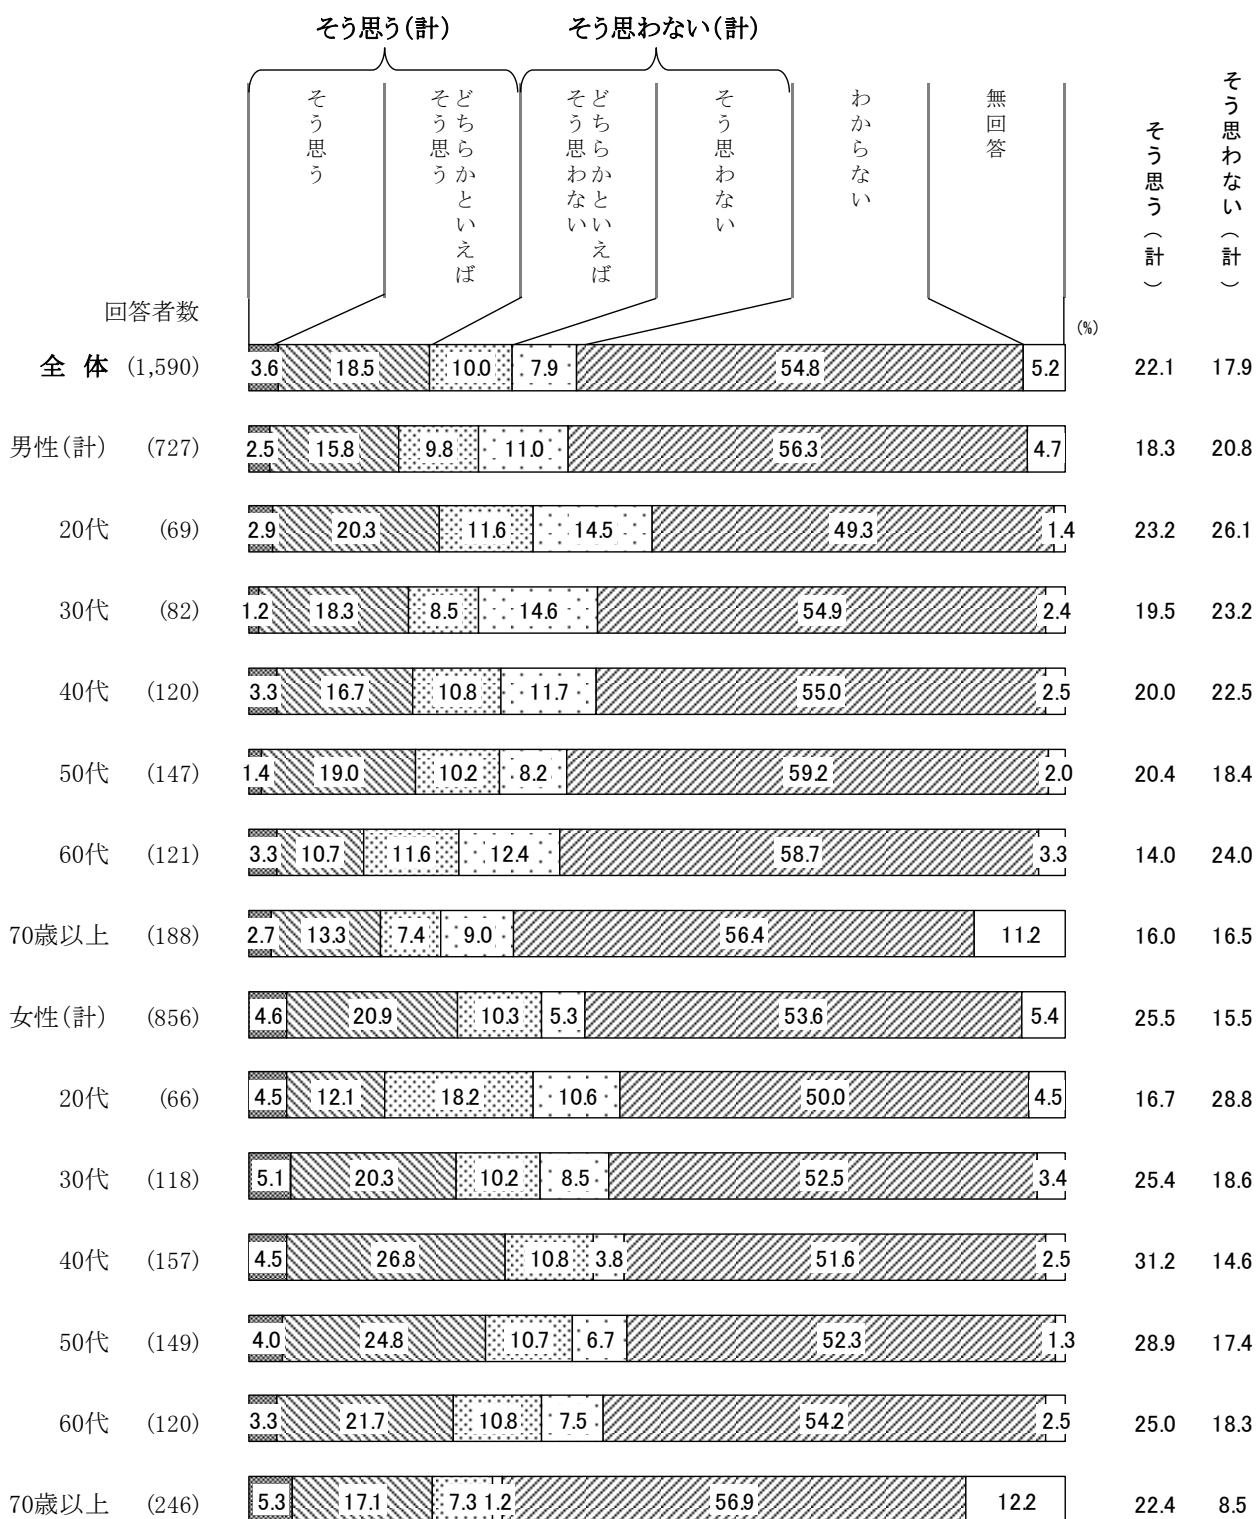 そう思う(計) そう思わない(計)
そう思う
どちらかといえば
そう思う
どちらかといえば
そう思わない
そう思わない
わからない
無回答
そう思う(計)
そう思わない(計)
回答者数
(%)
全体 (1,590) 3.6 18.5 10.0 7.9 54.8 5.2 22.1 17.9
男性(計) (727) 2.5 15.8 9.8 11.0 56.3 4.7 18.3 20.8
20代 (69) 2.9 20.3 11.6 14.5 49.3 1.4 23.2 26.1
30代 (82) 1.2 18.3 8.5 14.6 54.9 2.4 19.5 23.2
40代 (120) 3.3 16.7 10.8 11.7 55.0 2.5 20.0 22.5
50代 (147) 1.4 19.0 10.2 8.2 59.2 2.0 20.4 18.4
60代 (121) 3.3 10.7 11.6 12.4 58.7 3.3 14.0 24.0
70歳以上 (188) 2.7 13.3 7.4 9.0 56.4 11.2 16.0 16.5
女性(計) (856) 4.6 20.9 10.3 5.3 53.6 5.4 25.5 15.5
20代 (66) 4.5 12.1 18.2 10.6 50.0 4.5 16.7 28.8
30代 (118) 5.1 20.3 10.2 8.5 52.5 3.4 25.4 18.6
40代 (157) 4.5 26.8 10.8 3.8 51.6 2.5 31.2 14.6
50代 (149) 4.0 24.8 10.7 6.7 52.3 1.3 28.9 17.4
60代 (120) 3.3 21.7 10.8 7.5 54.2 2.5 25.0 18.3
70歳以上 (246) 5.3 17.1 7.3 1.2 56.9 12.2 22.4 8.5